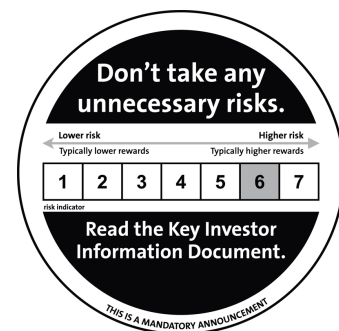 Don’t take any
unnecessary risks.
Lower risk Higher risk
Typically lower rewards Typically higher rewards
1 2 3 4 5 6 7
risk indicator
Read the Key Investor
Information Document.
THIS IS A MANDATORY ANNOUNCEMENT